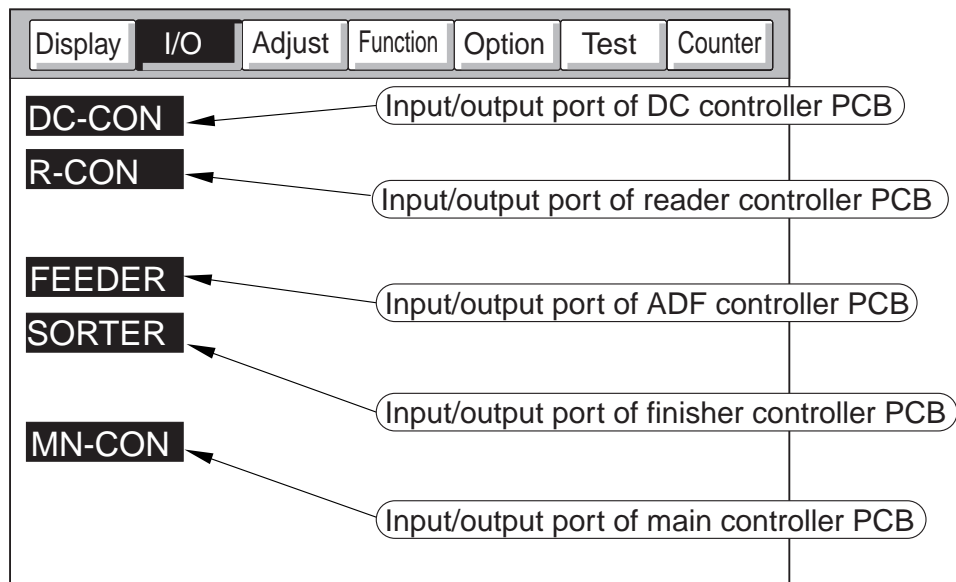 Display I/O Adjust Function Option Test Counter
DC-CON
Input/output port of DC controller PCB
R-CON
Input/output port of reader controller PCB
FEEDER
Input/output port of ADF controller PCB
SORTER
Input/output port of finisher controller PCB
MN-CON
Input/output port of main controller PCB